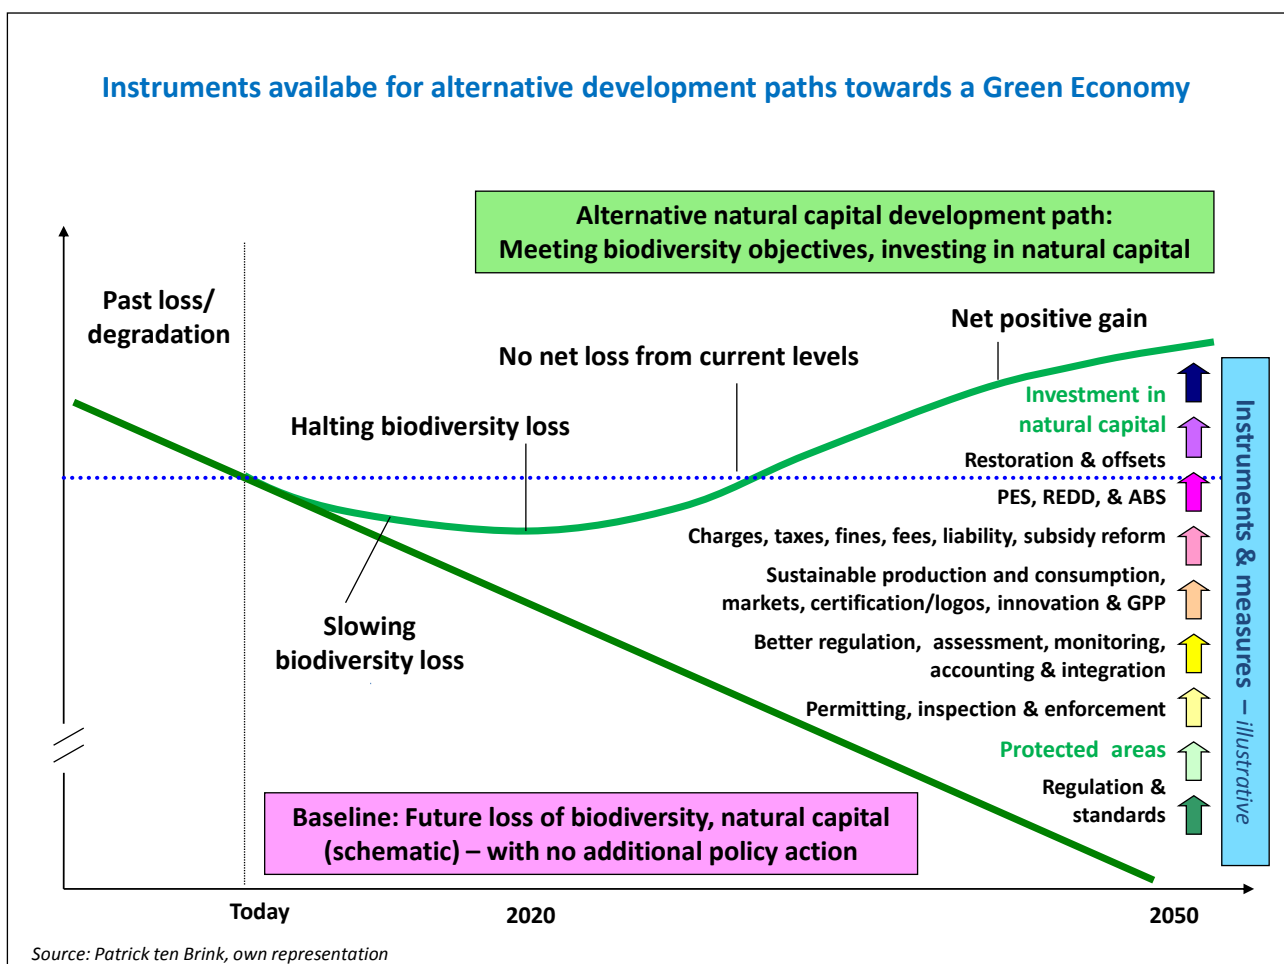 Instruments availabe for alternative development paths towards a Green Economy
Alternative natural capital development path:
Meeting biodiversity objectives, investing in natural capital
Past loss/
degradation
Net positive gain
No net loss from current levels
Halting biodiversity loss
Slowing
biodiversity loss
Investment in
natural capital
Restoration & offsets
PES, REDD, & ABS
Charges, taxes, fines, fees, liability, subsidy reform
Sustainable production and consumption,
markets, certification/logos, innovation & GPP
Better regulation, assessment, monitoring,
accounting & integration
Permitting, inspection & enforcement
Protected areas
Regulation &
standards
Instruments & measures – illustrative
Baseline: Future loss of biodiversity, natural capital
(schematic) – with no additional policy action
Today
2020
2050
Source: Patrick ten Brink, own representation